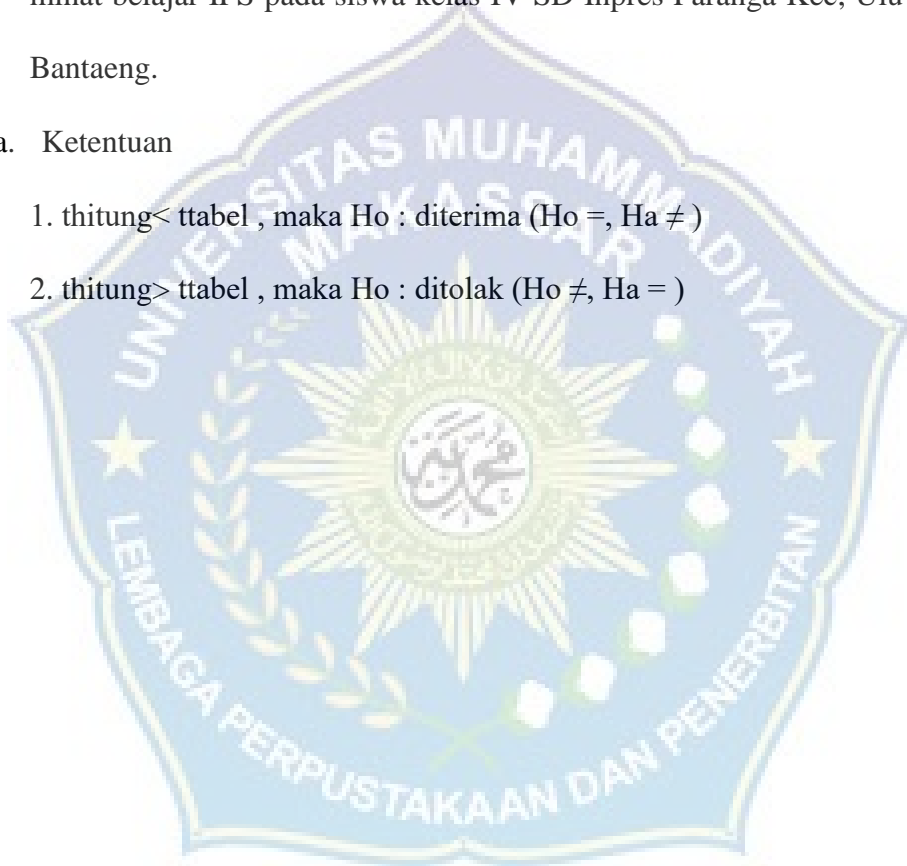 minat belajar IPS pada siswa kelas IV SD Inpres Paranga Kec, Ulu
Bantaeng.
a. Ketentuan
1. thitung< ttabel , maka Ho : diterima (Ho =, Ha ≠ )
2. thitung> ttabel , maka Ho : ditolak (Ho ≠, Ha = )
UNIVERSITAS MUHAMMADIYAH
MAKASSAR
LEMBAGA PERPUSTAKAAN DAN PENERBITAN